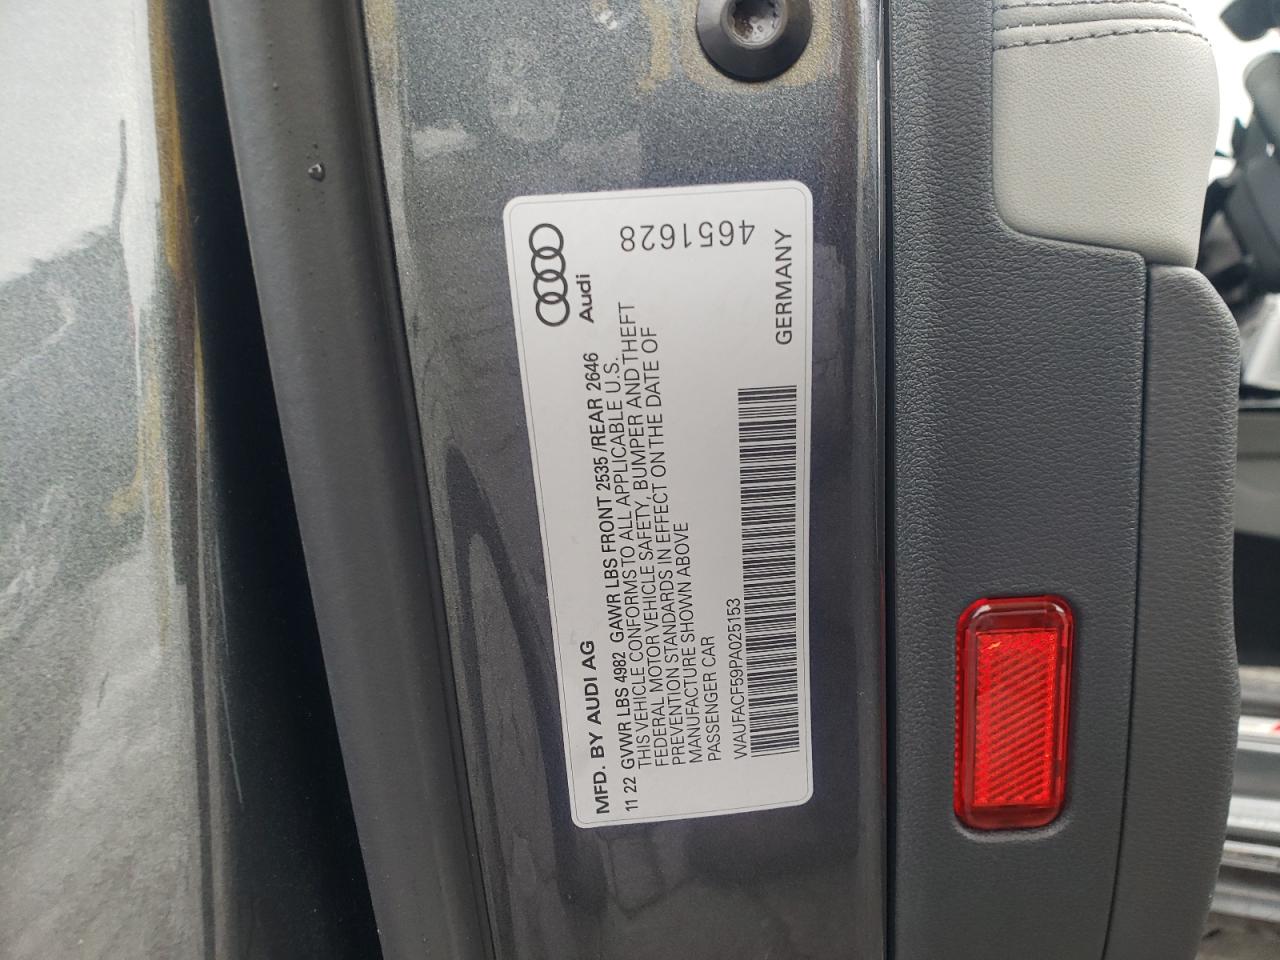 MFD. BY AUDI AG
Audi
11 22 GVWR LBS 4982 GAWR LBS FRONT 2535 /REAR 2646
THIS VEHICLE CONFORMS TO ALL APPLICABLE U.S.
FEDERAL MOTOR VEHICLE SAFETY, BUMPER AND THEFT
PREVENTION STANDARDS IN EFFECT ON THE DATE OF
MANUFACTURE SHOWN ABOVE
PASSENGER CAR
WAUFACF59PA025153
4651628
GERMANY